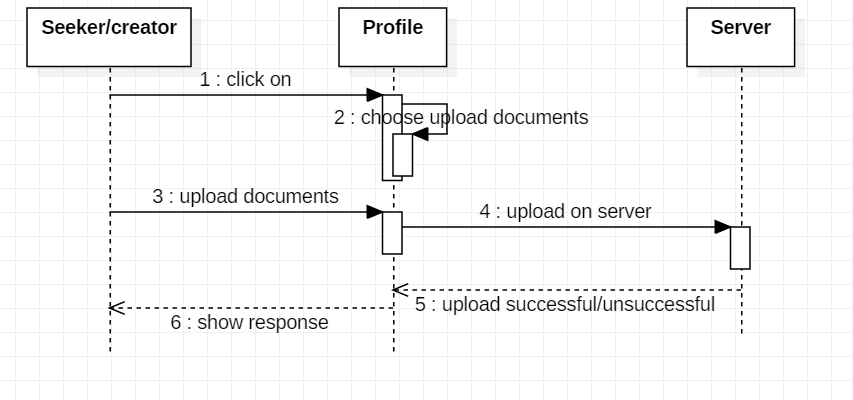 Seeker/creator
Profile
Server
1 : click on
2 : choose upload documents
3 : upload documents
4 : upload on server
5 : upload successful/unsuccessful
6 : show response